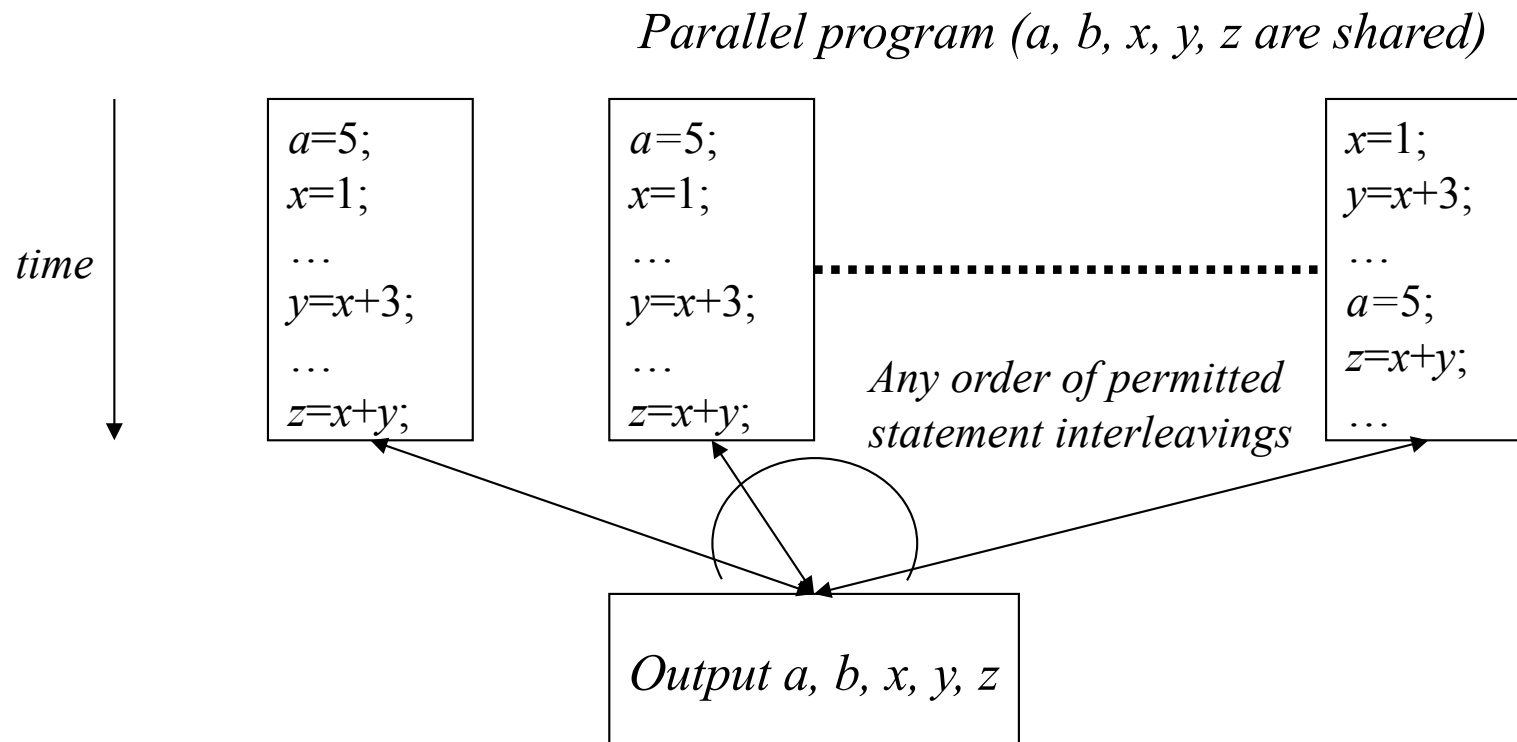 Parallel program (a, b, x, y, z are shared)
time
a=5;
x=1;
…
y=x+3;
…
z=x+y;
a=5;
x=1;
…
y=x+3;
…
z=x+y;
x=1;
y=x+3;
…
a=5;
z=x+y;
…
Any order of permitted
statement interleavings
Output a, b, x, y, z